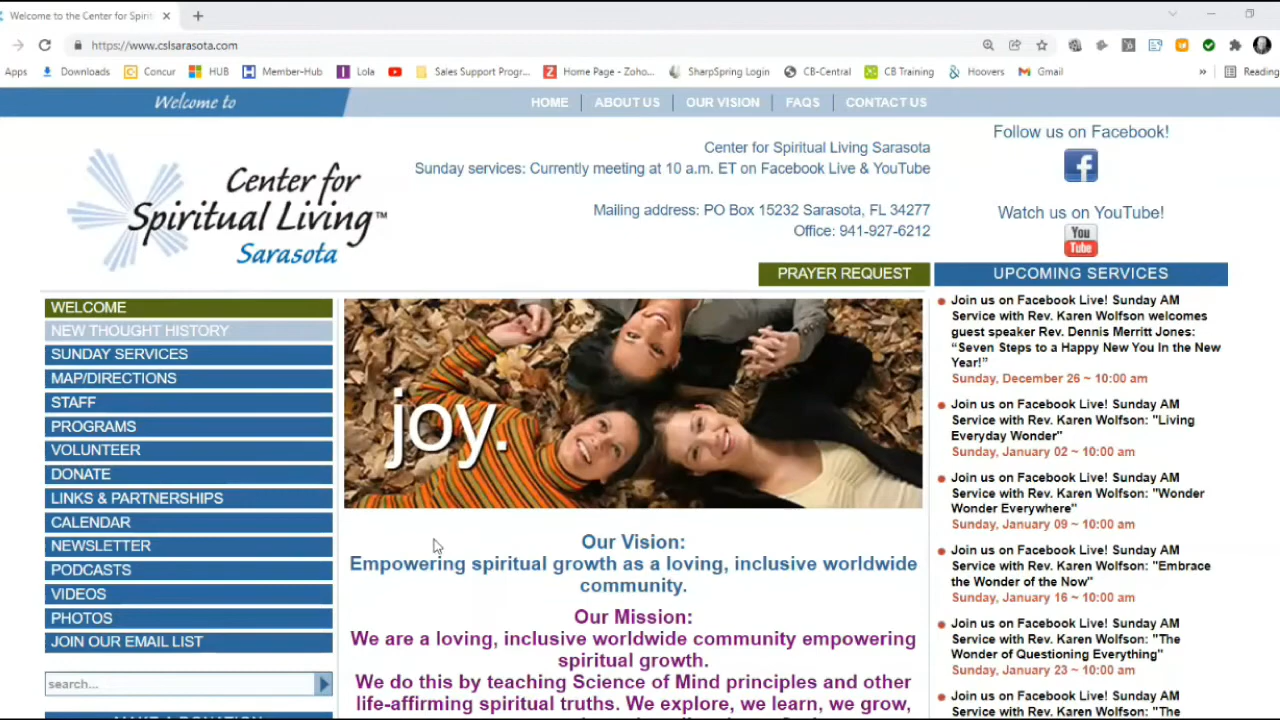 Welcome to the Center for Spirit
https://www.cslsarasota.com
Apps Downloads Concur HUB Member-Hub Lola Sales Support Progr... Home Page - Zoho... SharpSpring Login CB-Central CB Training Hoovers Gmail » Reading
Welcome to
HOME ABOUT US OUR VISION FAQS CONTACT US
Center for
Spiritual Living™
Sarasota
Center for Spiritual Living Sarasota
Sunday services: Currently meeting at 10 a.m. ET on Facebook Live & YouTube
Mailing address: PO Box 15232 Sarasota, FL 34277
Office: 941-927-6212
PRAYER REQUEST
Follow us on Facebook!
f
Watch us on YouTube!
You
Tube
WELCOME
NEW THOUGHT HISTORY
SUNDAY SERVICES
MAP/DIRECTIONS
STAFF
PROGRAMS
VOLUNTEER
DONATE
LINKS & PARTNERSHIPS
CALENDAR
NEWSLETTER
PODCASTS
VIDEOS
PHOTOS
JOIN OUR EMAIL LIST
search...
joy.
Our Vision:
Empowering spiritual growth as a loving, inclusive worldwide
community.
Our Mission:
We are a loving, inclusive worldwide community empowering
spiritual growth.
We do this by teaching Science of Mind principles and other
life-affirming spiritual truths. We explore, we learn, we grow,
UPCOMING SERVICES
Join us on Facebook Live! Sunday AM
Service with Rev. Karen Wolfson welcomes
guest speaker Rev. Dennis Merritt Jones:
“Seven Steps to a Happy New You In the New
Year!”
Sunday, December 26 ~ 10:00 am
Join us on Facebook Live! Sunday AM
Service with Rev. Karen Wolfson: "Living
Everyday Wonder"
Sunday, January 02 ~ 10:00 am
Join us on Facebook Live! Sunday AM
Service with Rev. Karen Wolfson: "Wonder
Wonder Everywhere"
Sunday, January 09 ~ 10:00 am
Join us on Facebook Live! Sunday AM
Service with Rev. Karen Wolfson: "Embrace
the Wonder of the Now"
Sunday, January 16 ~ 10:00 am
Join us on Facebook Live! Sunday AM
Service with Rev. Karen Wolfson: "The
Wonder of Questioning Everything"
Sunday, January 23 ~ 10:00 am
Join us on Facebook Live! Sunday AM
Service with Rev. Karen Wolfson: "The